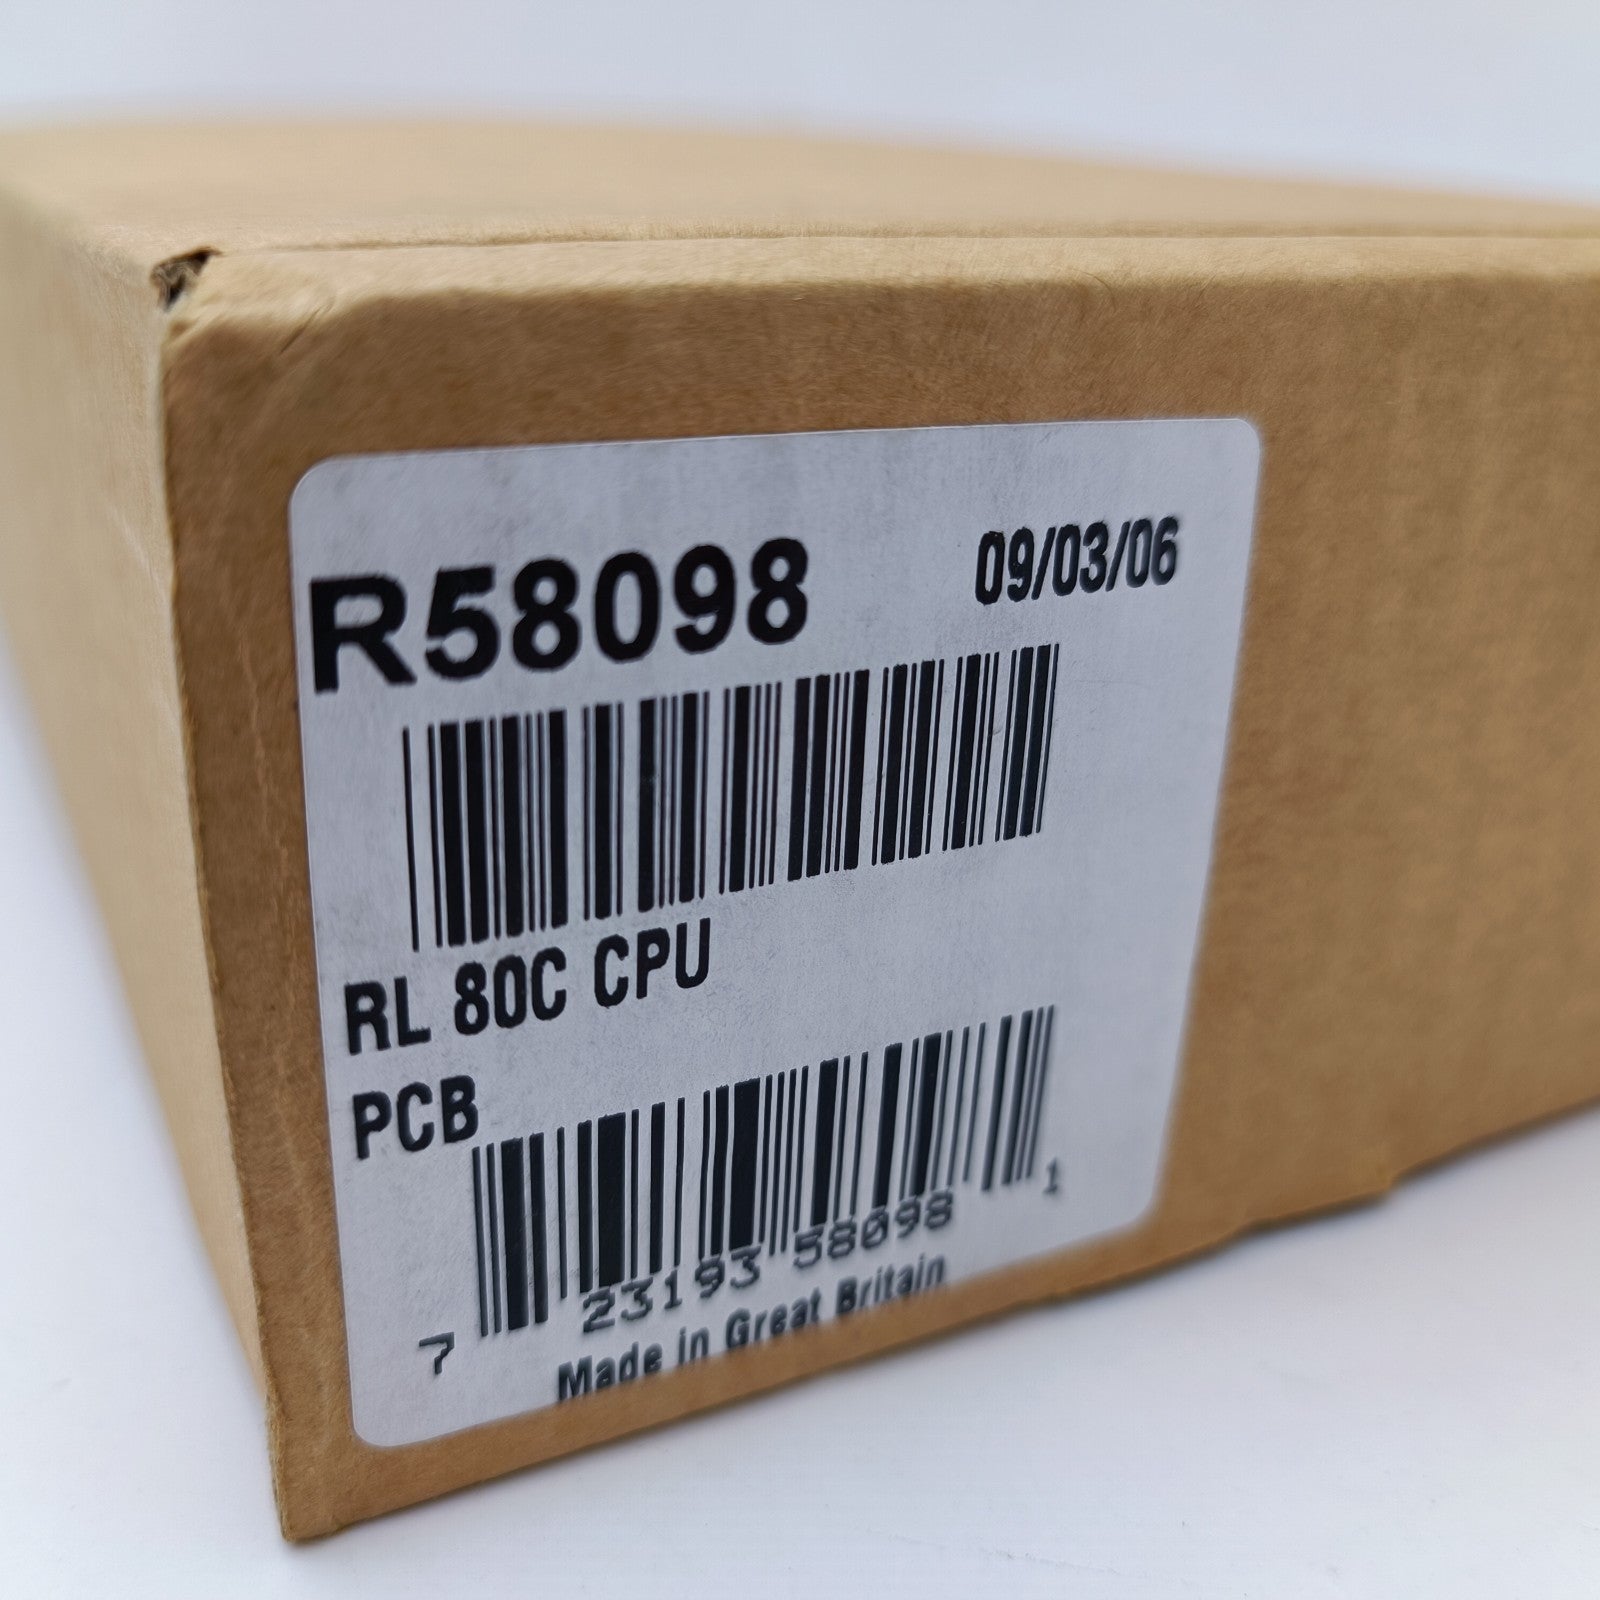 R58098 09/03/06
RL 80C CPU
PCB
7 23193 58098 1
Made in Great Britain